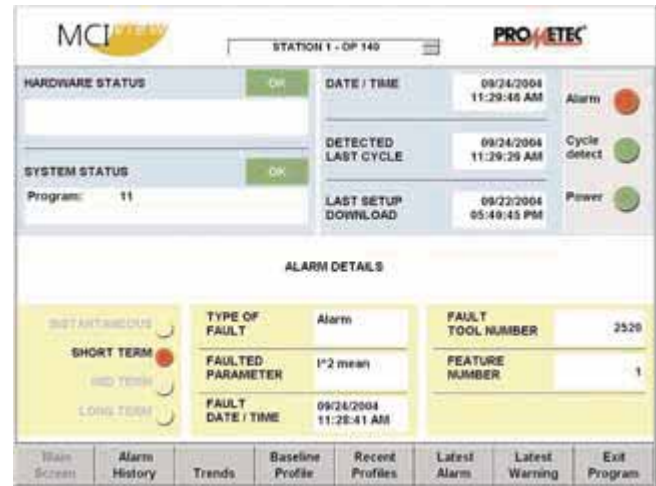 MCI VIEW
STATION 1 - OP 140
PROMETEC
HARDWARE STATUS
OK
DATE / TIME
09/24/2004
11:29:46 AM
Alarm
DETECTED
LAST CYCLE
09/24/2004
11:29:29 AM
Cycle
detect
SYSTEM STATUS
OK
Program: 11
LAST SETUP
DOWNLOAD
09/22/2004
05:40:45 PM
Power
ALARM DETAILS
INSTANTANEOUS
SHORT TERM
MID TERM
LONG TERM
TYPE OF
FAULT
Alarm
FAULTED
PARAMETER
I^2 mean
FAULT
DATE / TIME
09/24/2004
11:28:41 AM
FAULT
TOOL NUMBER
2520
FEATURE
NUMBER
1
Main
Screen
Alarm
History
Trends
Baseline
Profile
Recent
Profiles
Latest
Alarm
Latest
Warning
Exit
Program